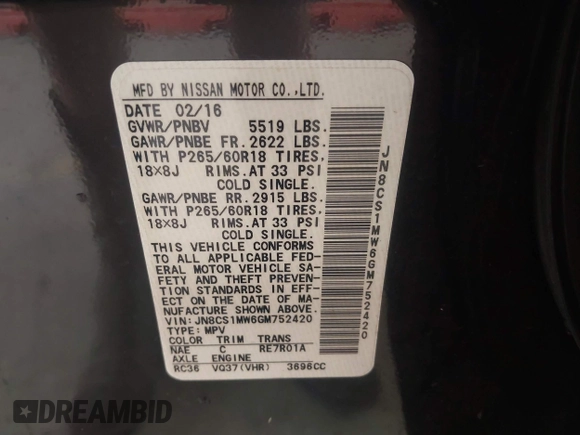 MFD BY NISSAN MOTOR CO.,LTD.
DATE 02/16
GVWR/PNBV 5519 LBS.
GAWR/PNBE FR. 2622 LBS.
WITH P265/60R18 TIRES,
18X8J RIMS.AT 33 PSI
COLD SINGLE.
GAWR/PNBE RR. 2915 LBS.
WITH P265/60R18 TIRES,
18X8J RIMS.AT 33 PSI
COLD SINGLE.
THIS VEHICLE CONFORMS
TO ALL APPLICABLE FED-
ERAL MOTOR VEHICLE SA-
FETY AND THEFT PREVEN-
TION STANDARDS IN EFF-
ECT ON THE DATE OF MA-
NUFACTURE SHOWN ABOVE.
VIN: JN8CS1MW6GM752420
TYPE: MPV
COLOR TRIM TRANS
NAE C RE7R01A
AXLE ENGINE
RC36 VQ37(VHR) 3696CC
JN8CS1MW6GM752420
DREAMBID